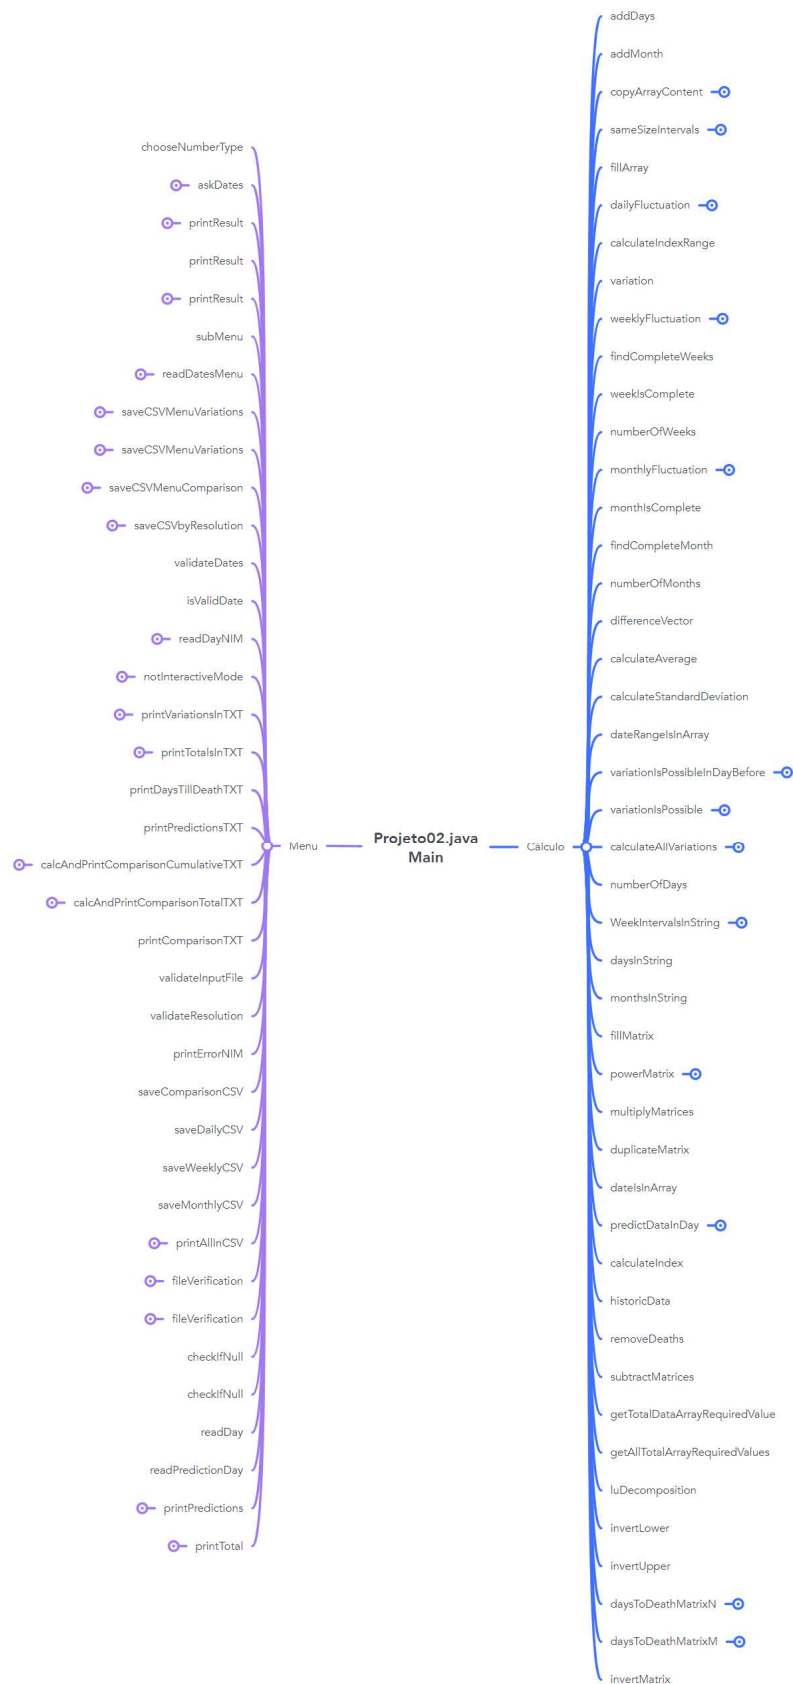 chooseNumberType
askDates
printResult
printResult
printResult
subMenu
readDatesMenu
saveCSVMenuVariations
saveCSVMenuVariations
saveCSVMenuComparison
saveCSVbyResolution
validateDates
isValidDate
readDayNIM
notInteractiveMode
printVariationsInTXT
printTotalsInTXT
printDaysTillDeathTXT
printPredictionsTXT
calcAndPrintComparisonCumulativeTXT
calcAndPrintComparisonTotalTXT
printComparisonTXT
validateInputFile
validateResolution
printErrorNIM
saveComparisonCSV
saveDailyCSV
saveWeeklyCSV
saveMonthlyCSV
printAllInCSV
fileVerification
fileVerification
checkIfNull
checkIfNull
readDay
readPredictionDay
printPredictions
printTotal
Menu
Projeto02.java
Main
Cálculo
addDays
addMonth
copyArrayContent
sameSizeIntervals
fillArray
dailyFluctuation
calculateIndexRange
variation
weeklyFluctuation
findCompleteWeeks
weekIsComplete
numberOfWeeks
monthlyFluctuation
monthIsComplete
findCompleteMonth
numberOfMonths
differenceVector
calculateAverage
calculateStandardDeviation
dateRangeIsInArray
variationIsPossibleInDayBefore
variationIsPossible
calculateAllVariations
numberOfDays
WeekIntervalsInString
daysInString
monthsInString
fillMatrix
powerMatrix
multiplyMatrices
duplicateMatrix
dateIsInArray
predictDataInDay
calculateIndex
historicData
removeDeaths
subtractMatrices
getTotalDataArrayRequiredValue
getAllTotalArrayRequiredValues
luDecomposition
invertLower
invertUpper
daysToDeathMatrixN
daysToDeathMatrixM
invertMatrix